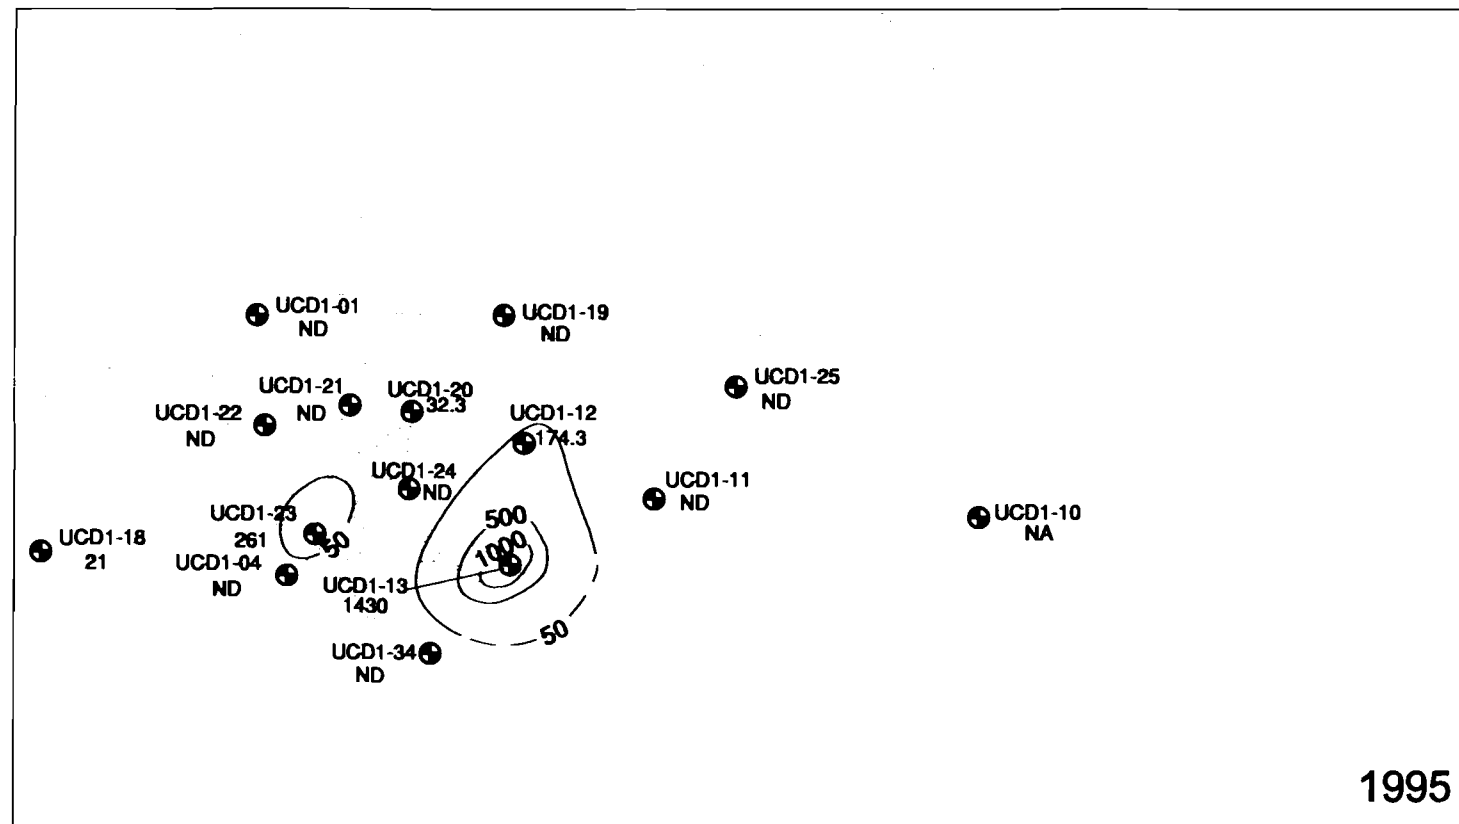 UCD1-01
ND
UCD1-19
ND
UCD1-25
ND
UCD1-21
ND
UCD1-20
32.3
UCD1-22
ND
UCD1-12
174.3
UCD1-24
ND
UCD1-11
ND
UCD1-23
261
50
500
1000
UCD1-10
NA
UCD1-18
21
UCD1-04
ND
UCD1-13
1430
50
UCD1-34
ND
1995